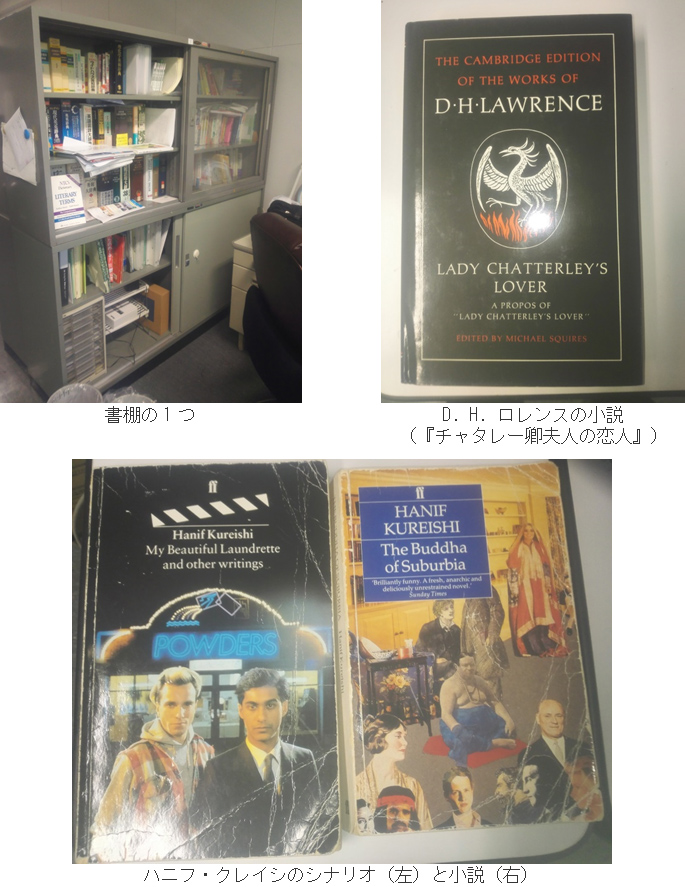 LITERARY
TERMS
書棚の1つ
THE CAMBRIDGE EDITION
OF THE WORKS OF
D·H·LAWRENCE
LADY CHATTERLEY'S
LOVER
A PROPOS OF
"LADY CHATTERLEY'S LOVER"
EDITED BY MICHAEL SQUIRES
D. H. ロレンスの小説
(『チャタレー卿夫人の恋人』)
ff
Hanif Kureishi
My Beautiful Laundrette
and other writings
POWDERS
ff
HANIF
KUREISHI
The Buddha
of Suburbia
'Brilliantly funny. A fresh, anarchic and
deliciously unrestrained novel.'
Sunday Times
ハニフ・クレイシのシナリオ(左)と小説(右)